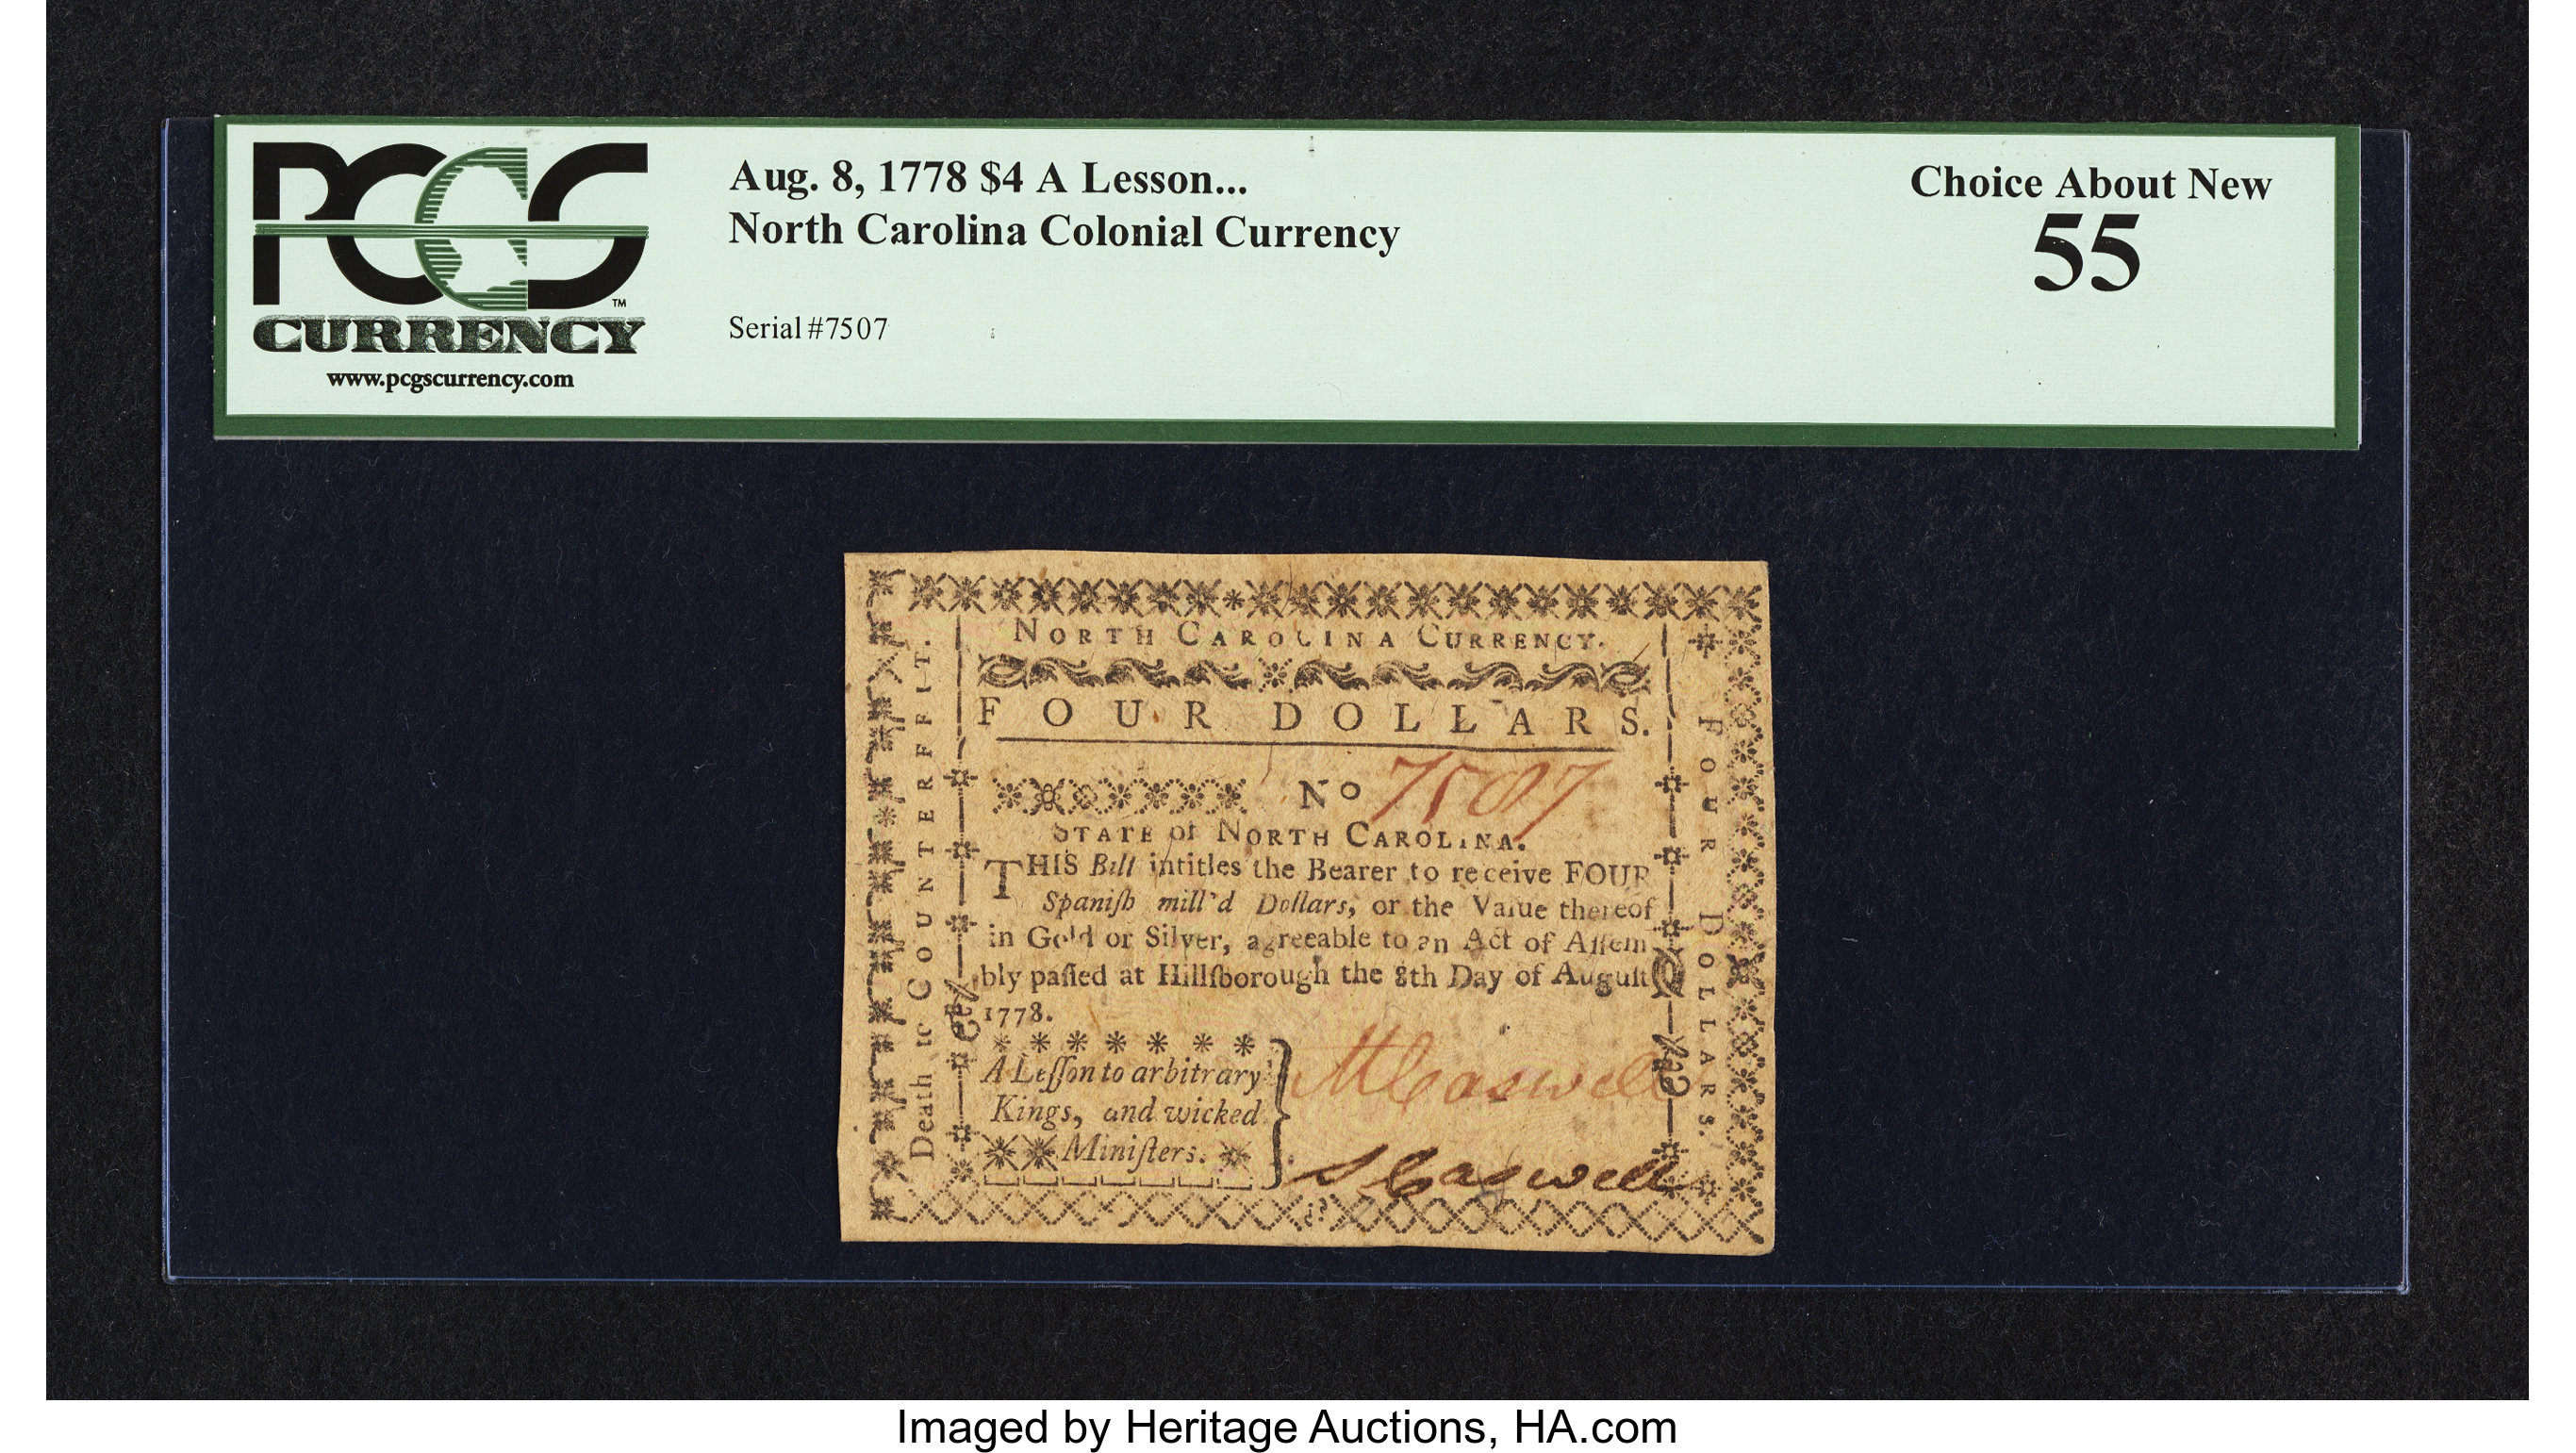 PCGS
TM
CURRENCY
www.pcgscurrency.com
Aug. 8, 1778 $4 A Lesson...
North Carolina Colonial Currency
Serial #7507
Choice About New
55
NORTH CAROLINA CURRENCY.
FOUR DOLLARS.
No 7507
STATE of NORTH CAROLINA.
THIS Bill intitles the Bearer to receive FOUR
Spaniſh mill'd Dollars, or the Value thereof
in Gold or Silver, agreeable to an Act of Aſſem
bly paſſed at Hillſborough the 8th Day of Auguſt
1778.
A Leſſon to arbitrary
Kings, and wicked
Miniſters.
MCaswell
SCaswell
Death to COUNTERFEIT.
FOUR DOLLARS.
Imaged by Heritage Auctions, HA.com